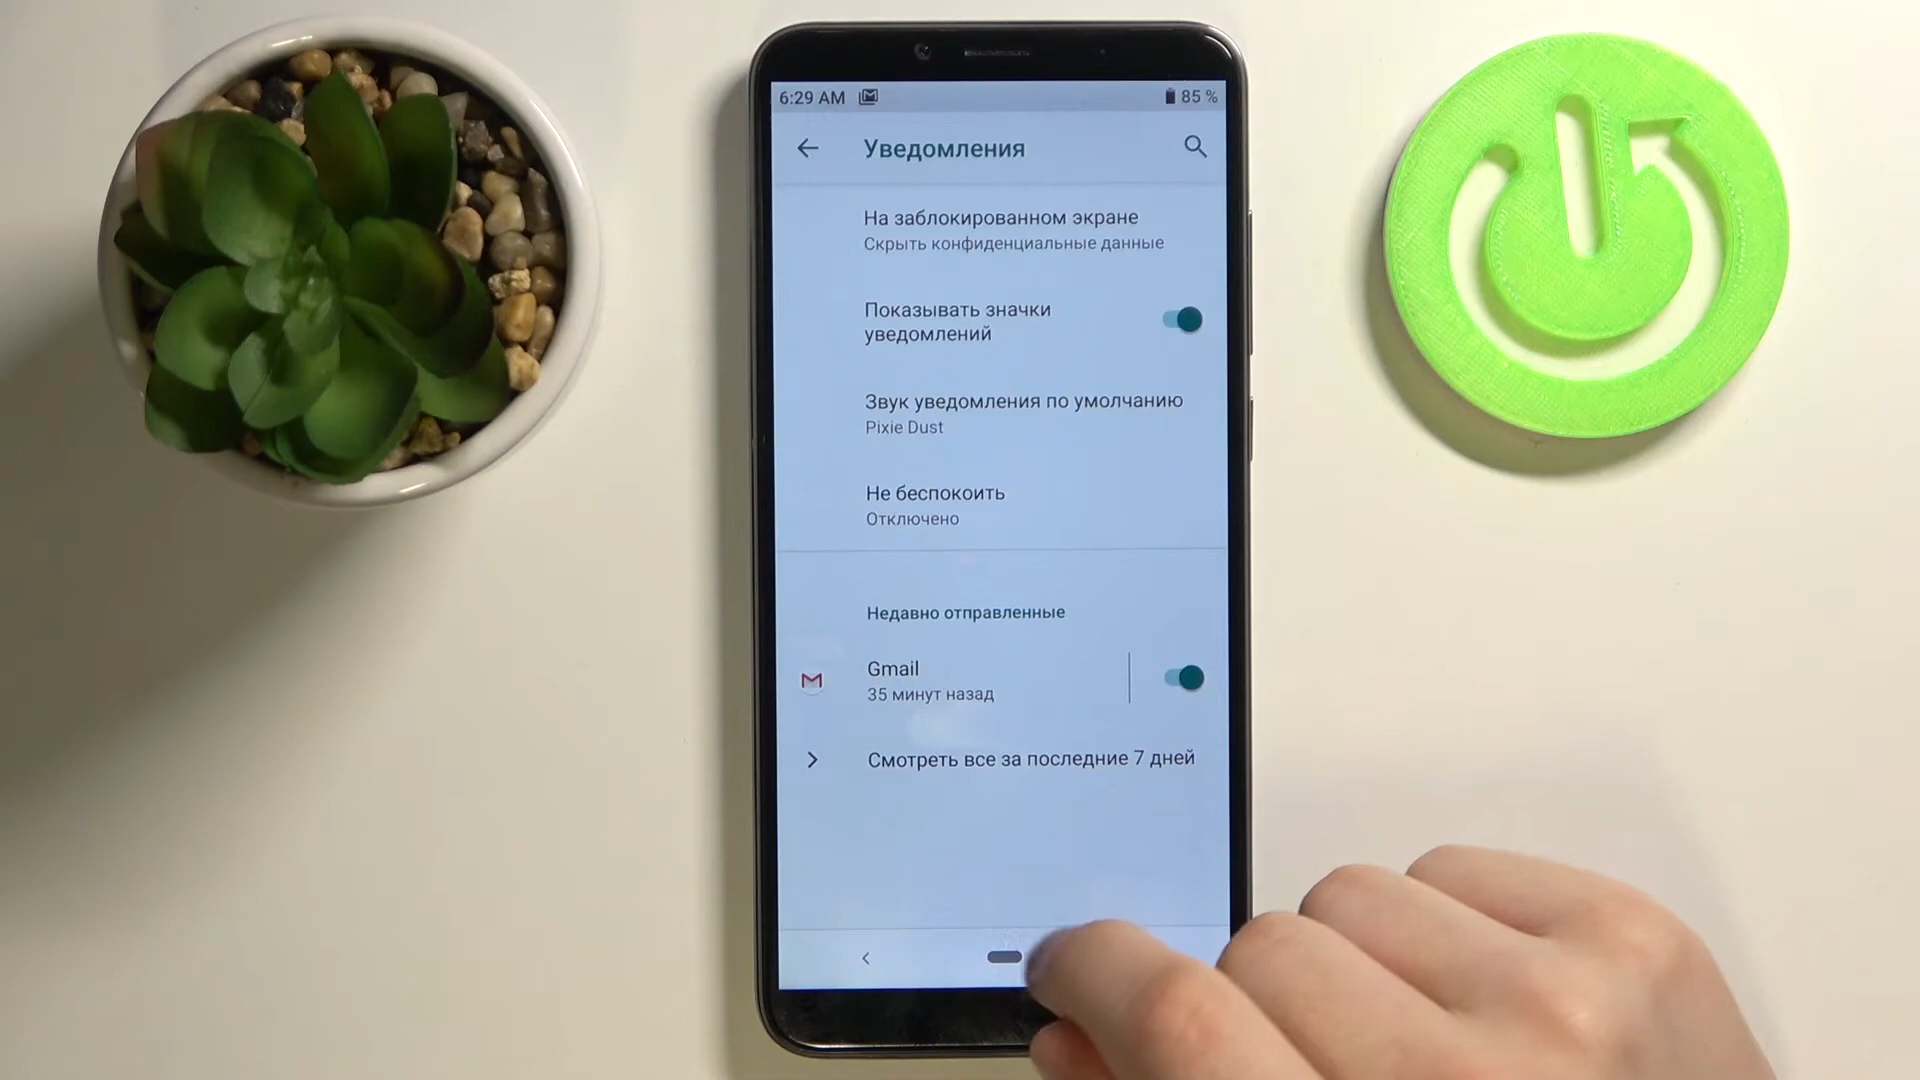 6:29 AM 85 %
Уведомления
На заблокированном экране
Скрыть конфиденциальные данные
Показывать значки
уведомлений
Звук уведомления по умолчанию
Pixie Dust
Не беспокоить
Отключено
Недавно отправленные
Gmail
35 минут назад
Смотреть все за последние 7 дней